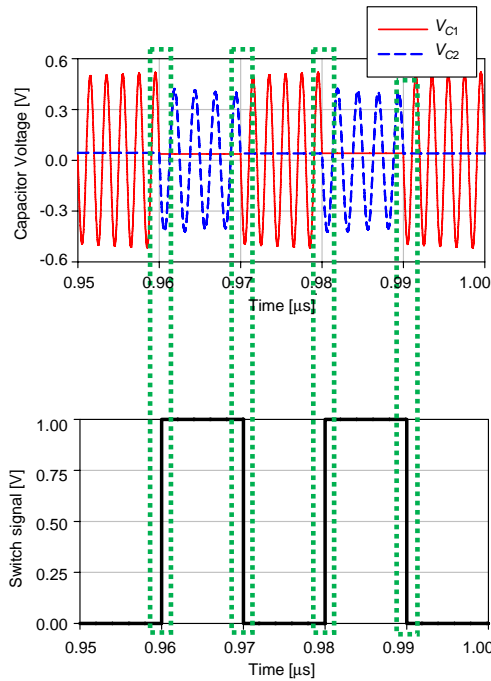 V_C1
V_C2
Capacitor Voltage [V]
0.6
0.3
0.0
-0.3
-0.6
0.95 0.96 0.97 0.98 0.99 1.00
Time [µs]
Switch signal [V]
1.00
0.75
0.50
0.25
0.00
0.95 0.96 0.97 0.98 0.99 1.00
Time [µs]